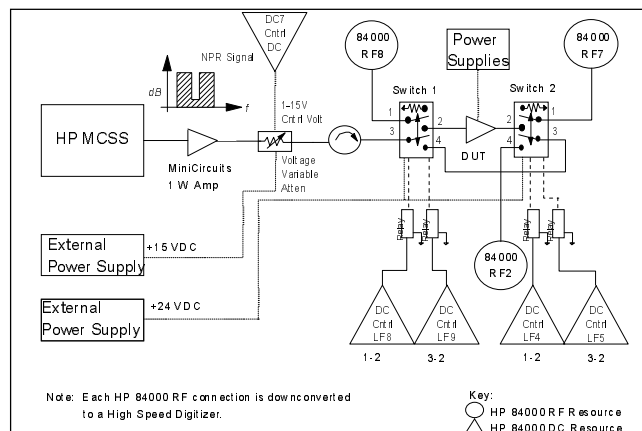 DC7
Cntrl
DC
NPR Signal
dB
f
1-15V
Cntrl Volt
84000
RF8
Power
Supplies
84000
RF7
Switch 1
Switch 2
HP MCSS
MiniCircuits
1 W Amp
Voltage
Variable
Atten
1
2
3
4
DUT
1
2
3
4
Relay
Relay
Relay
Relay
84000
RF2
External
Power Supply
+15 VDC
External
Power Supply
+24 VDC
DC
Cntrl
LF8
DC
Cntrl
LF9
DC
Cntrl
LF4
DC
Cntrl
LF5
1-2
3-2
1-2
3-2
Note: Each HP 84000 RF connection is downconverted
to a High Speed Digitizer.
Key:
HP 84000 RF Resource
HP 84000 DC Resource